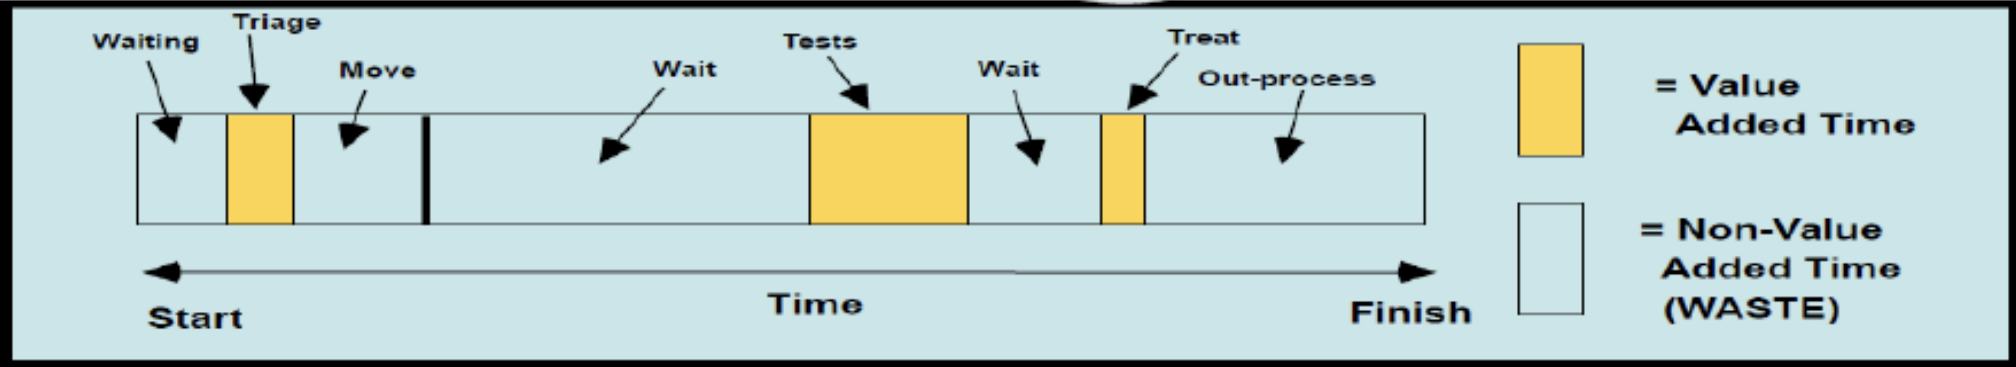 Waiting
Triage
Move
Wait
Tests
Wait
Treat
Out-process
= Value
Added Time
= Non-Value
Added Time
(WASTE)
Start
Time
Finish